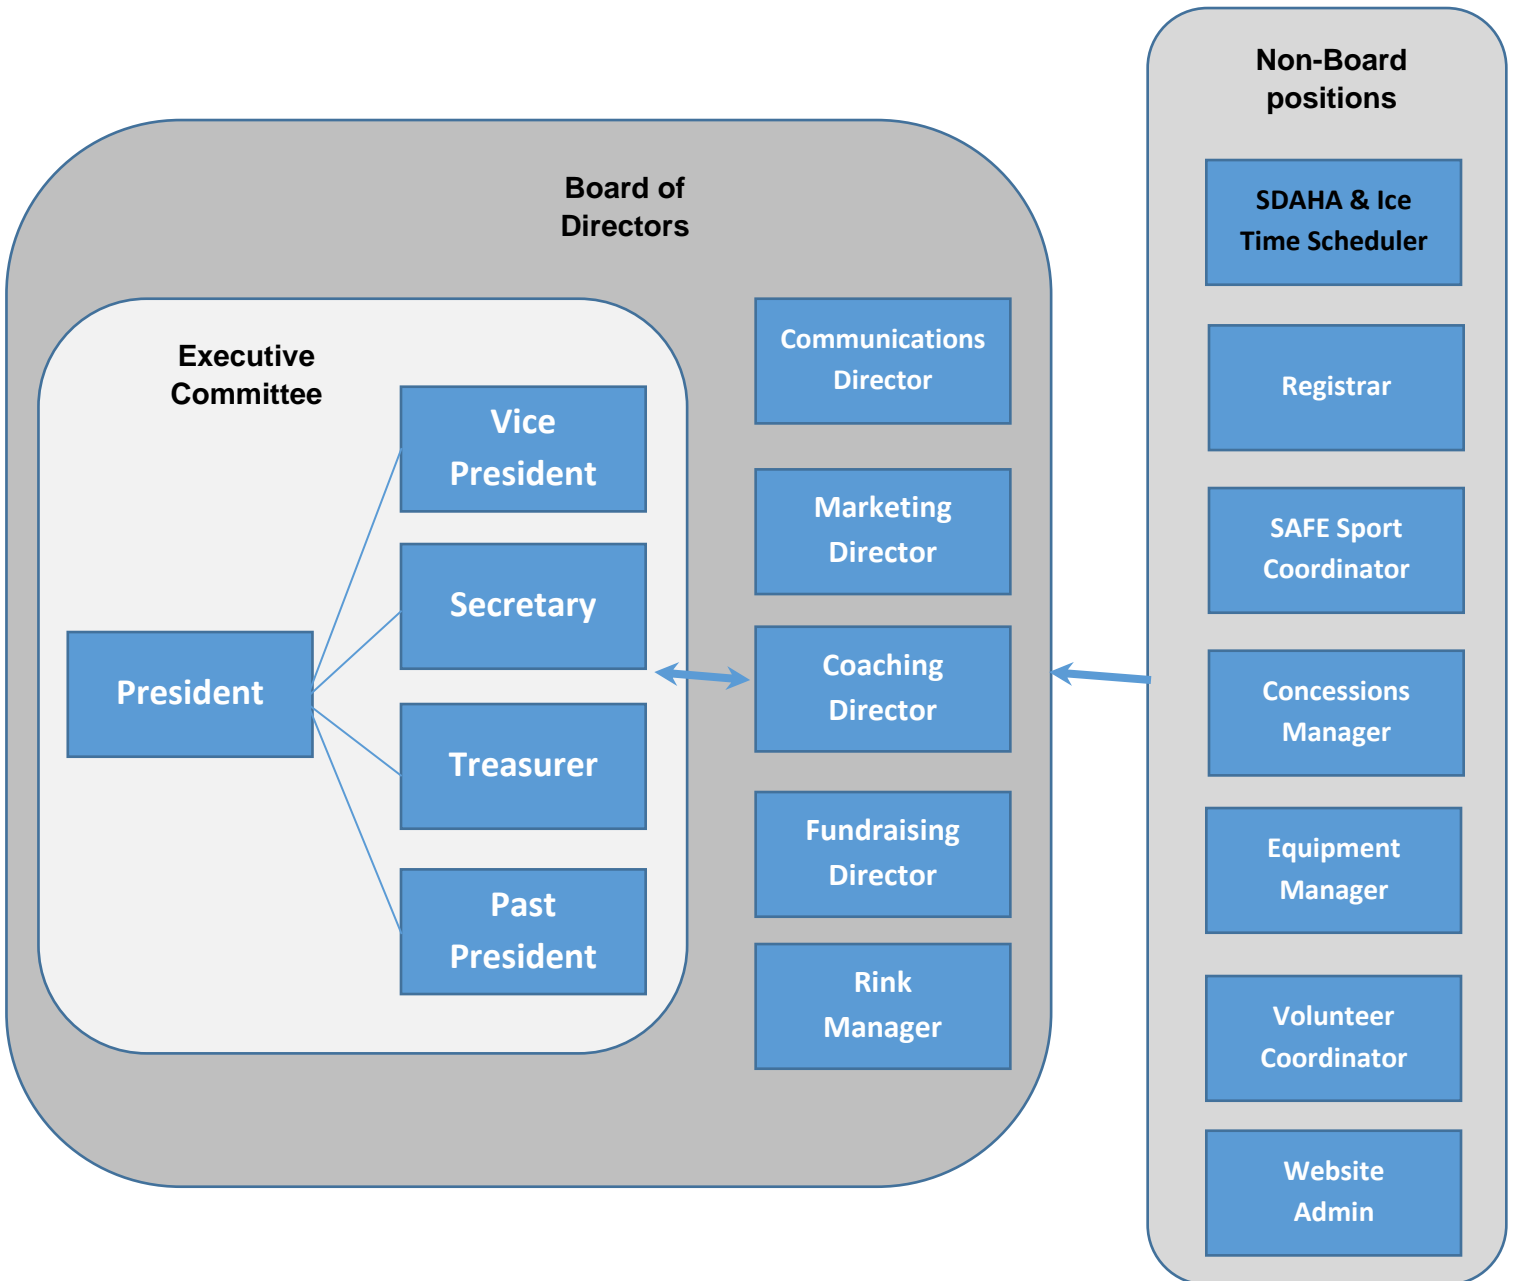 Board of
Directors
Executive
Committee
President
Vice
President
Secretary
Treasurer
Past
President
Communications
Director
Marketing
Director
Coaching
Director
Fundraising
Director
Rink
Manager
Non-Board
positions
SDAHA & Ice
Time Scheduler
Registrar
SAFE Sport
Coordinator
Concessions
Manager
Equipment
Manager
Volunteer
Coordinator
Website
Admin